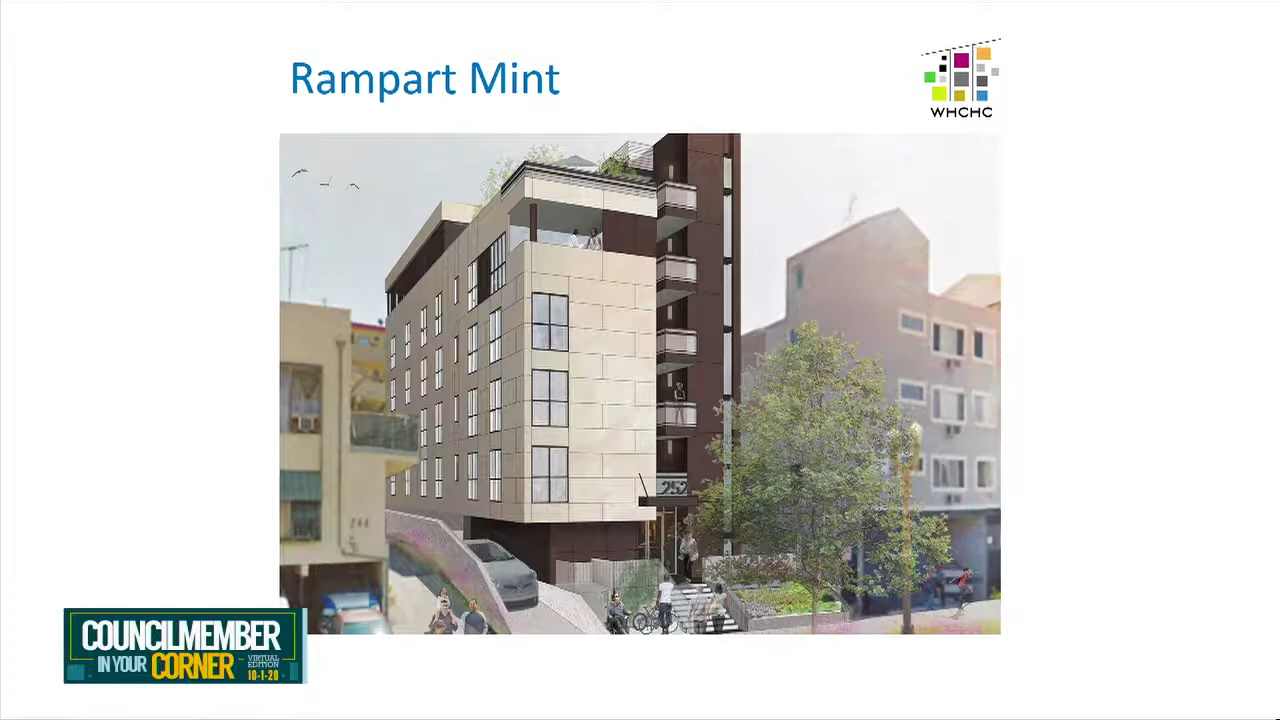 Rampart Mint
WHCHC
252
244
COUNCILMEMBER
IN YOUR CORNER
VIRTUAL
EDITION
10-1-20